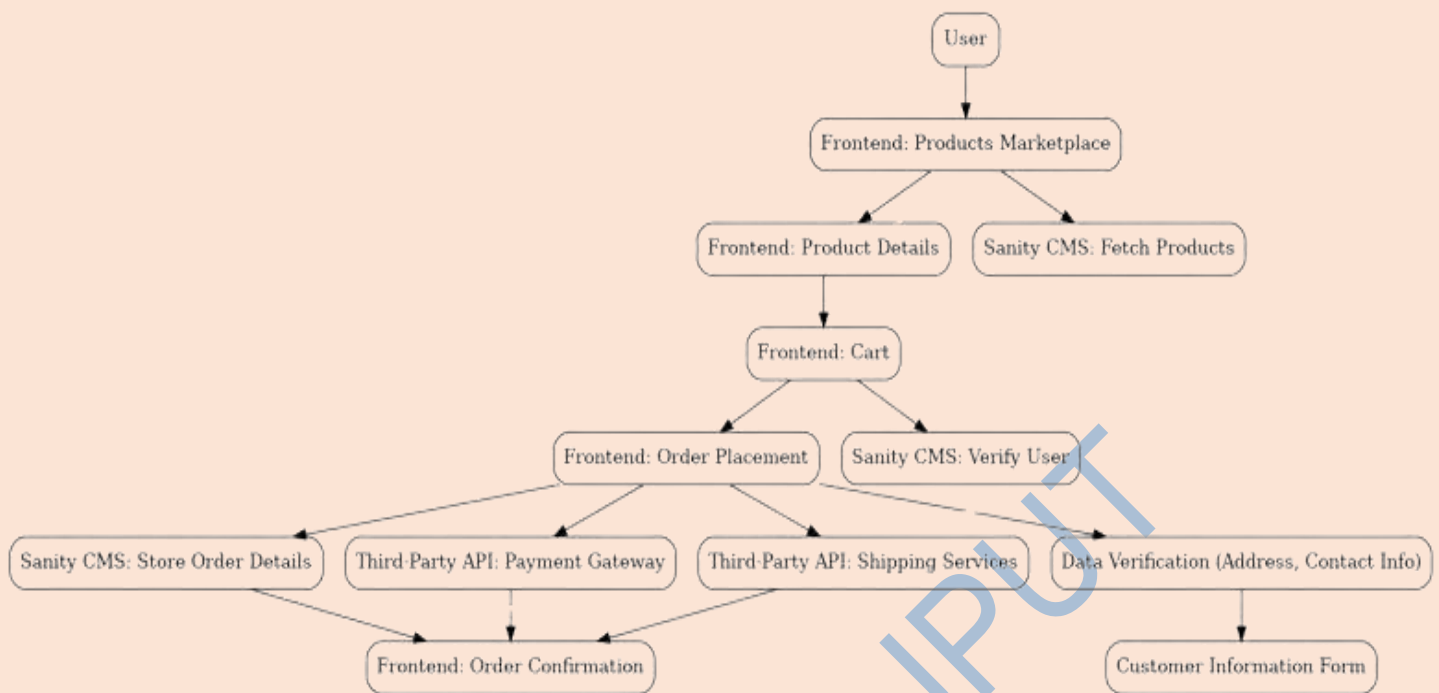 User
Frontend: Products Marketplace
Frontend: Product Details
Sanity CMS: Fetch Products
Frontend: Cart
Frontend: Order Placement
Sanity CMS: Verify User
Sanity CMS: Store Order Details
Third-Party API: Payment Gateway
Third-Party API: Shipping Services
Data Verification (Address, Contact Info)
Frontend: Order Confirmation
Customer Information Form
IPUT